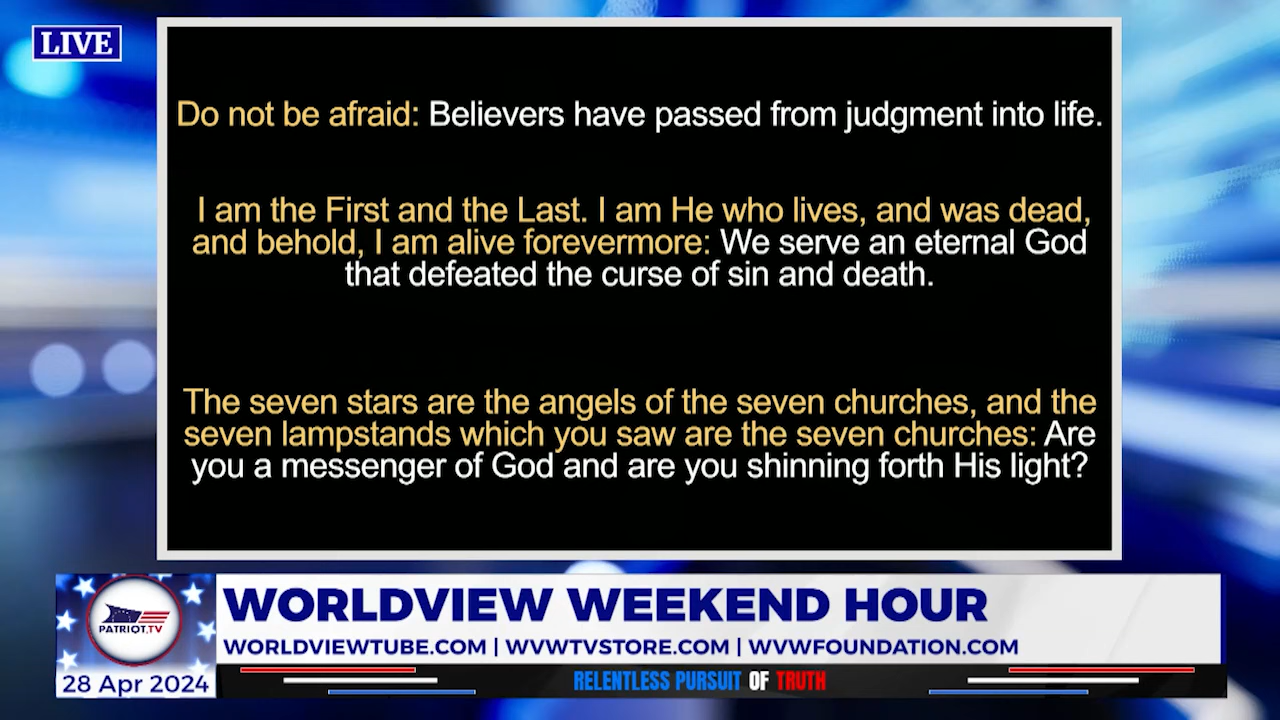 LIVE
Do not be afraid: Believers have passed from judgment into life.
I am the First and the Last. I am He who lives, and was dead,
and behold, I am alive forevermore: We serve an eternal God
that defeated the curse of sin and death.
The seven stars are the angels of the seven churches, and the
seven lampstands which you saw are the seven churches: Are
you a messenger of God and are you shinning forth His light?
PATRIOT.TV
WORLDVIEW WEEKEND HOUR
WORLDVIEWTUBE.COM | WVWTVSTORE.COM | WVWFOUNDATION.COM
28 Apr 2024
RELENTLESS PURSUIT OF TRUTH